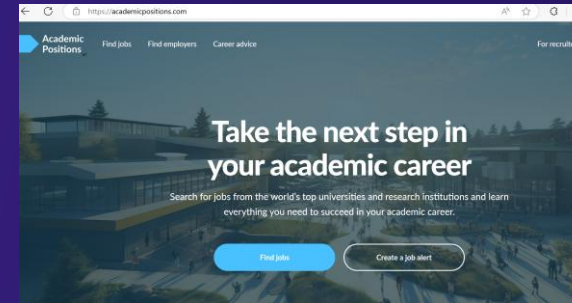 https://academicpositions.com
Academic
Positions
Find jobs
Find employers
Career advice
For recruite
Take the next step in
your academic career
Search for jobs from the world's top universities and research institutions and learn
everything you need to succeed in your academic career.
Find jobs
Create a job alert